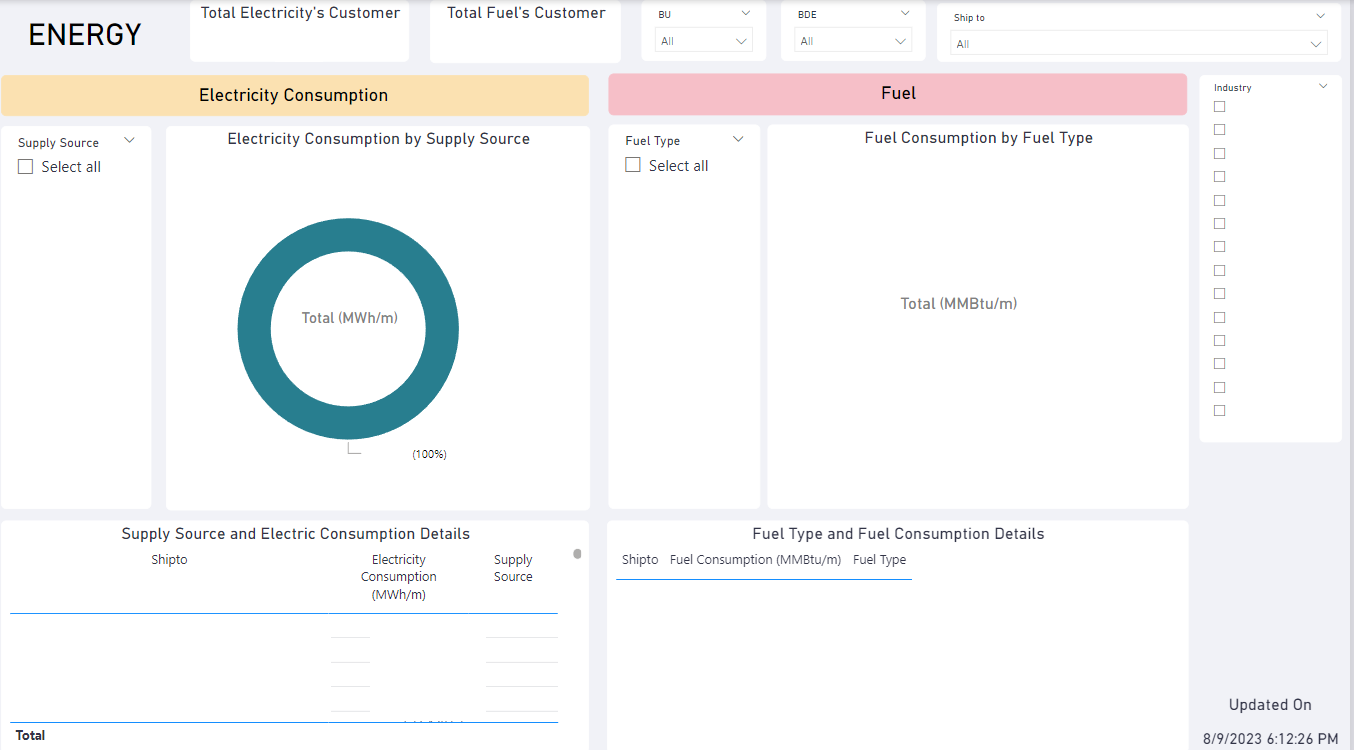 ENERGY
Total Electricity's Customer
Total Fuel's Customer
BU
All
BDE
All
Ship to
All
Electricity Consumption
Fuel
Industry
Supply Source
Select all
Electricity Consumption by Supply Source
Total (MWh/m)
(100%)
Fuel Type
Select all
Fuel Consumption by Fuel Type
Total (MMBtu/m)
Supply Source and Electric Consumption Details
Shipto
Electricity
Consumption
(MWh/m)
Supply
Source
Total
Fuel Type and Fuel Consumption Details
Shipto Fuel Consumption (MMBtu/m) Fuel Type
Updated On
8/9/2023 6:12:26 PM